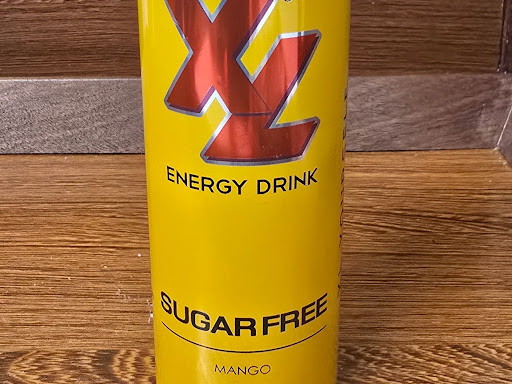 XL
ENERGY DRINK
SUGAR FREE
MANGO